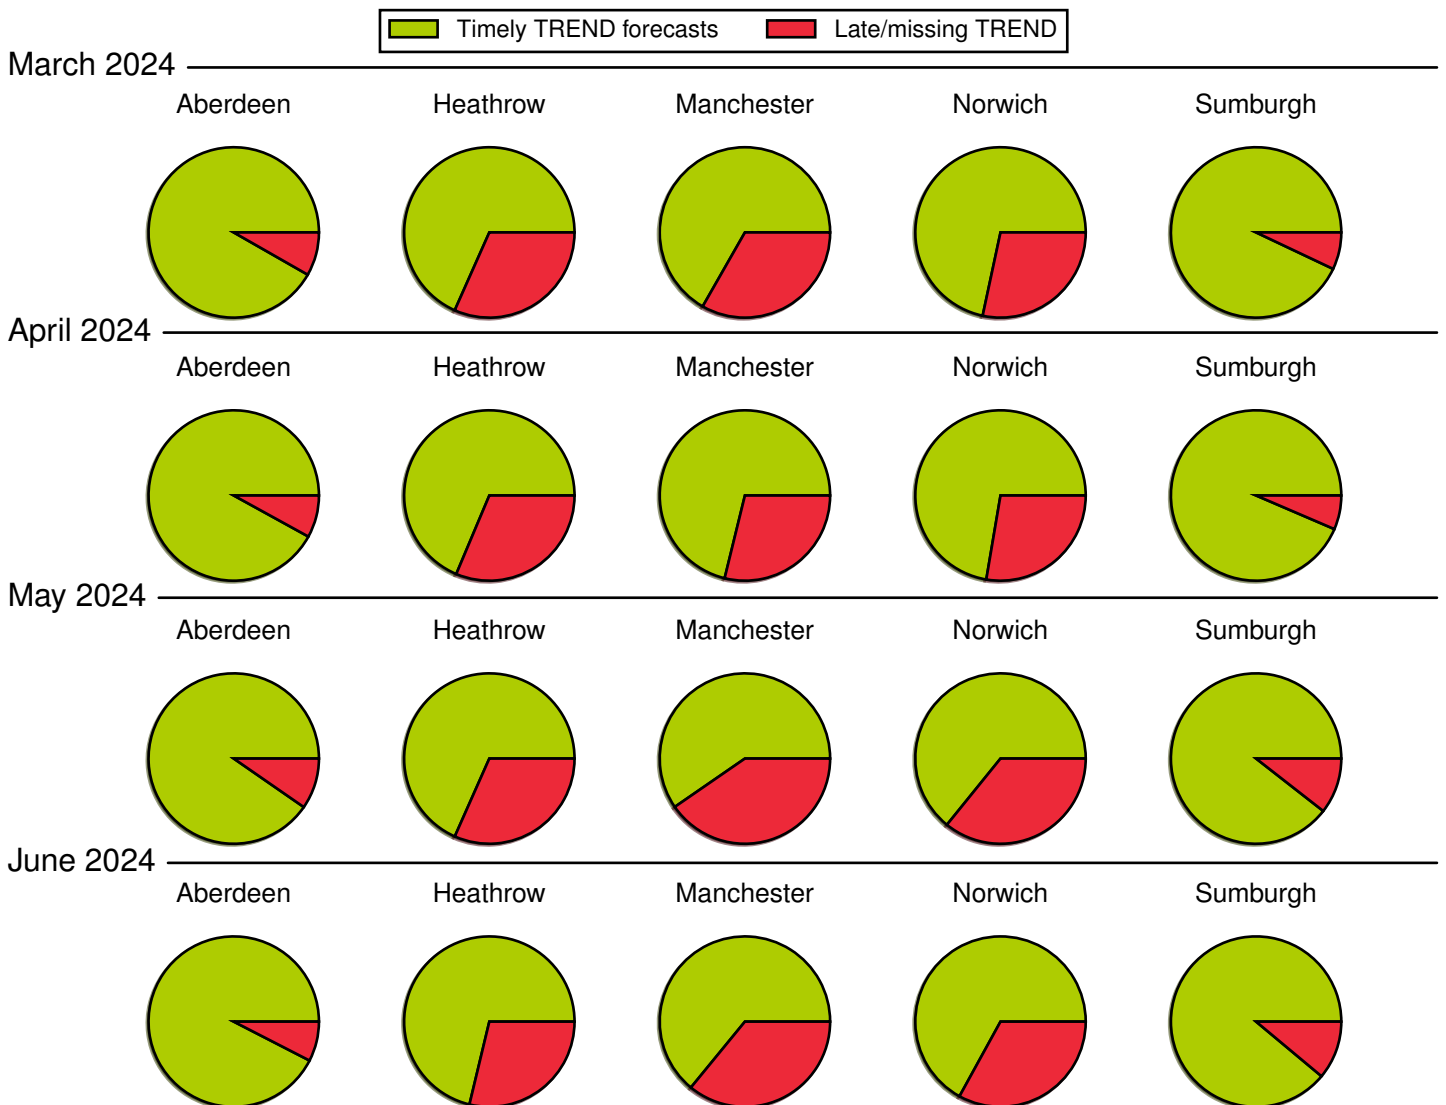 Timely TREND forecasts Late/missing TREND
March 2024
Aberdeen Heathrow Manchester Norwich Sumburgh
April 2024
Aberdeen Heathrow Manchester Norwich Sumburgh
May 2024
Aberdeen Heathrow Manchester Norwich Sumburgh
June 2024
Aberdeen Heathrow Manchester Norwich Sumburgh